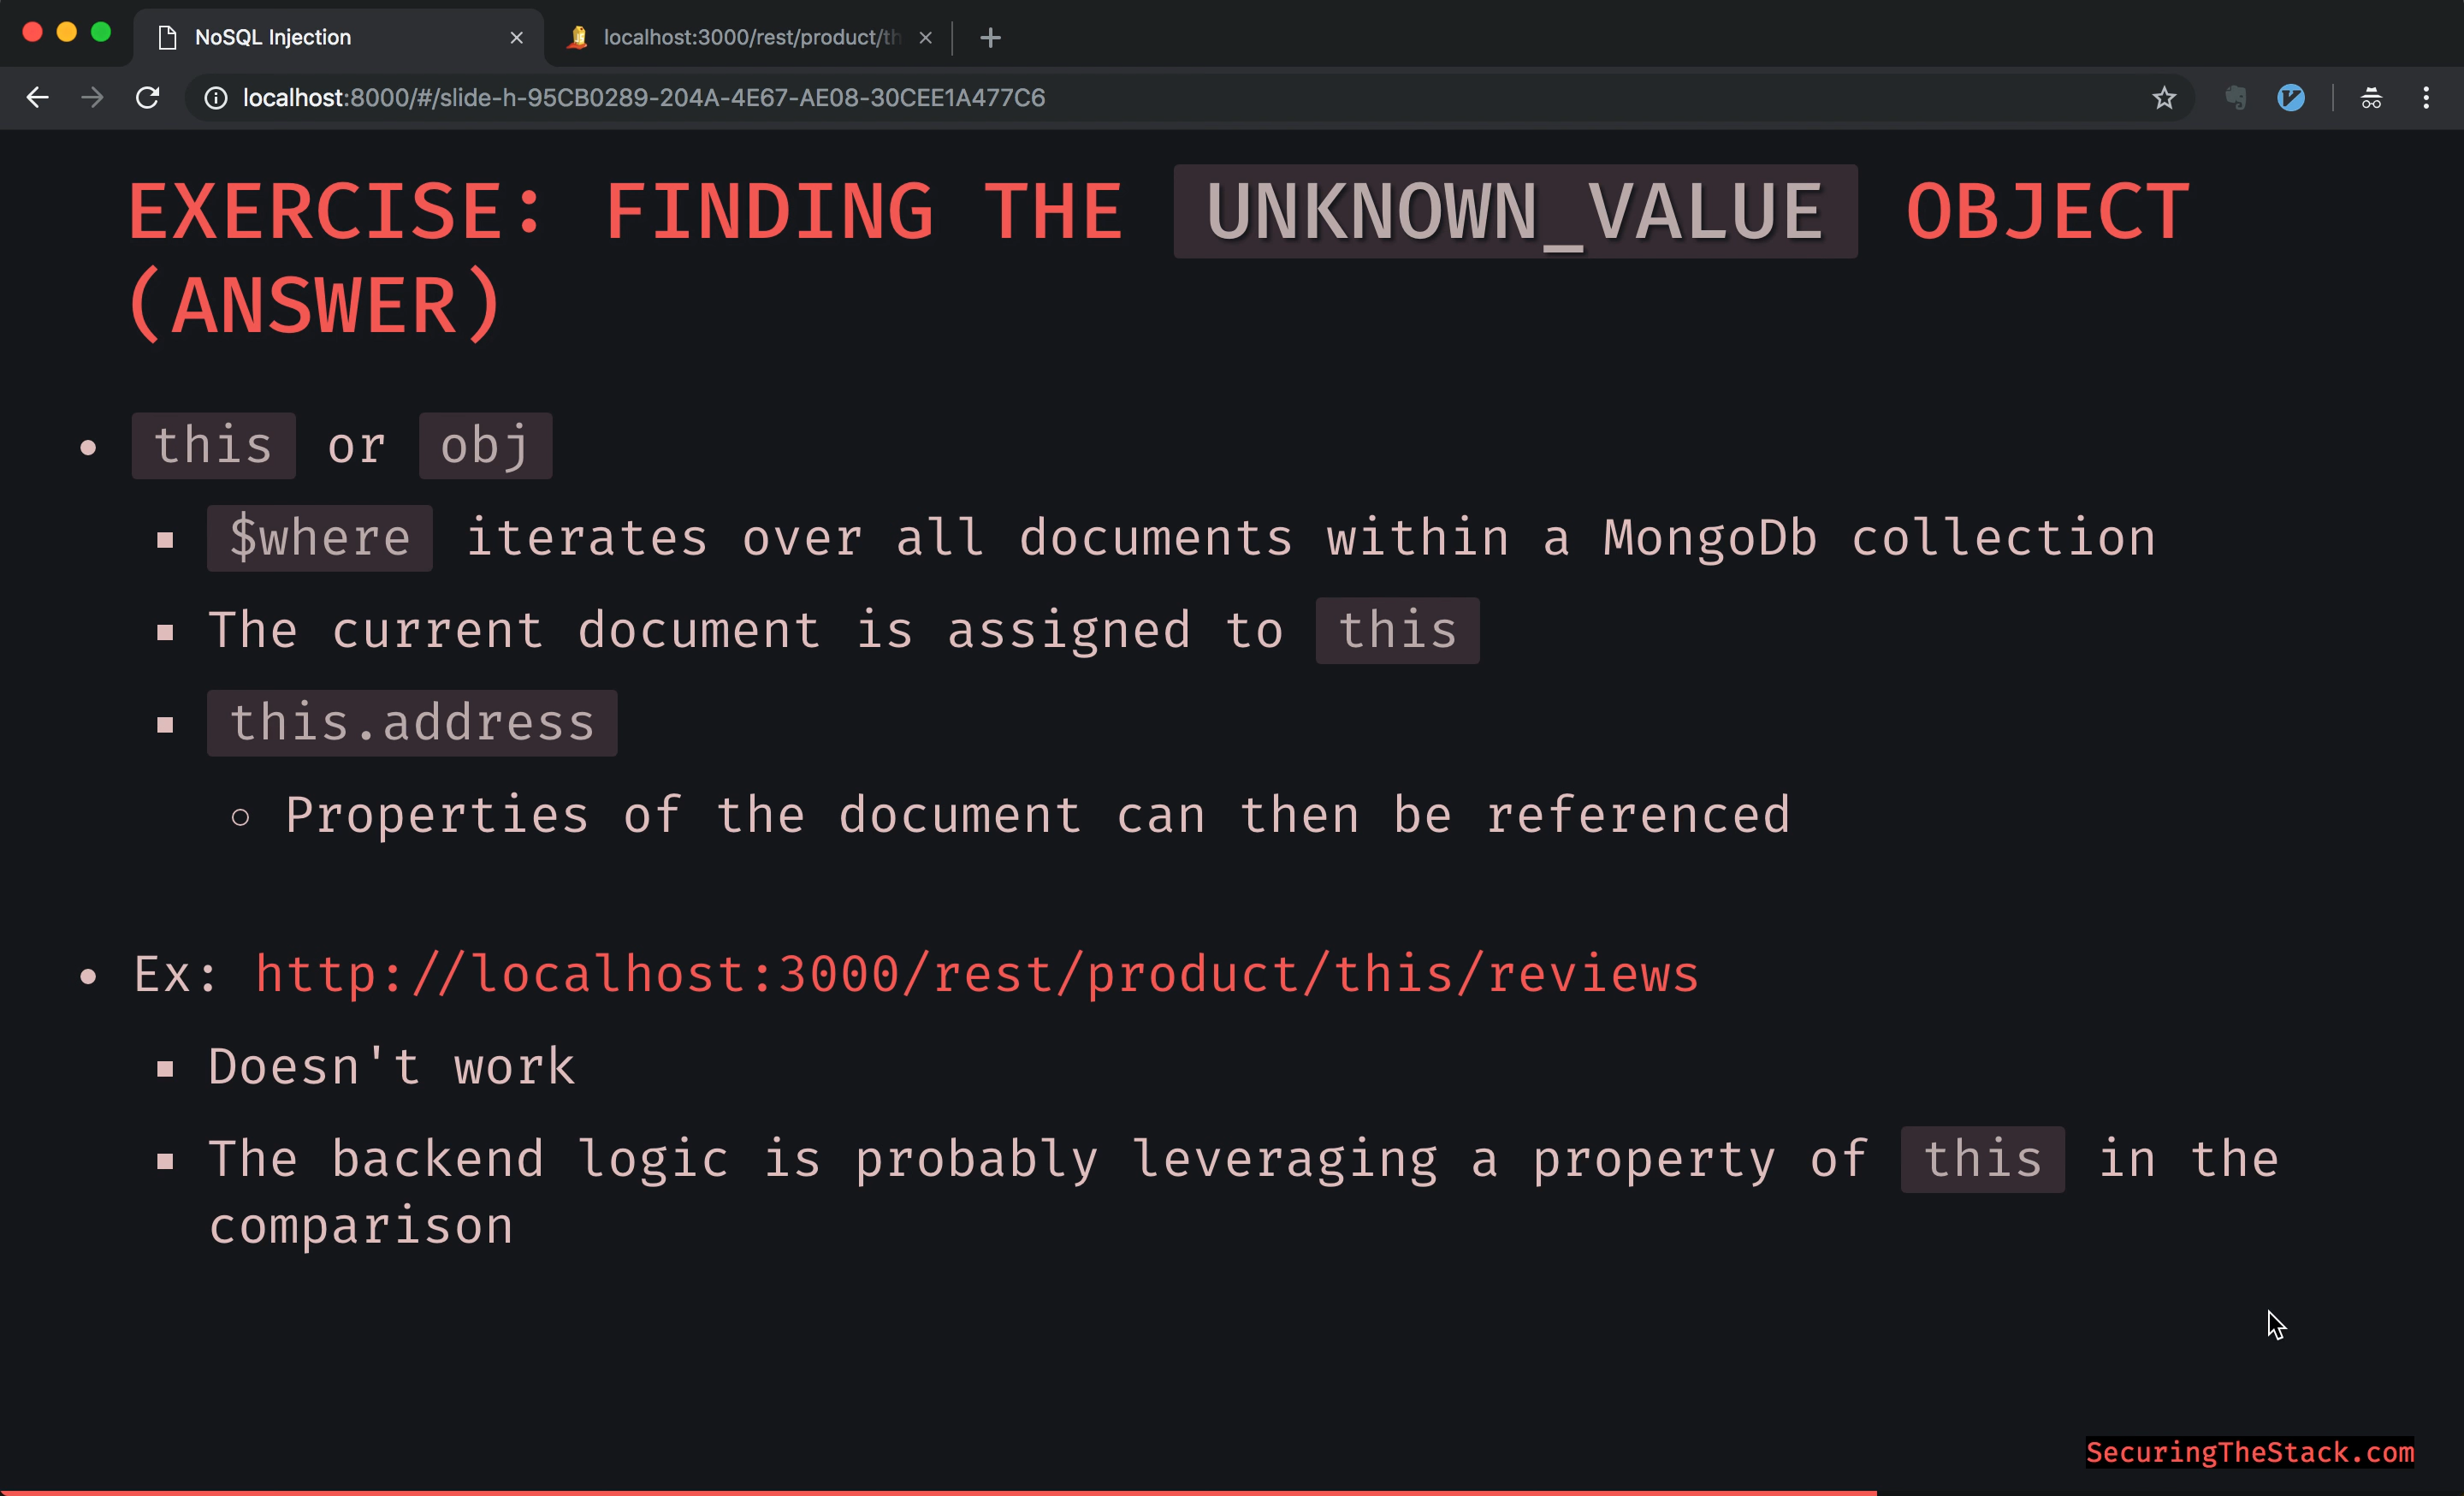 NoSQL Injection
localhost:3000/rest/product/th
localhost:8000/#/slide-h-95CB0289-204A-4E67-AE08-30CEE1A477C6
EXERCISE: FINDING THE UNKNOWN_VALUE OBJECT
(ANSWER)
this or obj
$where iterates over all documents within a MongoDb collection
The current document is assigned to this
this.address
Properties of the document can then be referenced
Ex: http://localhost:3000/rest/product/this/reviews
Doesn't work
The backend logic is probably leveraging a property of this in the
comparison
SecuringTheStack.com